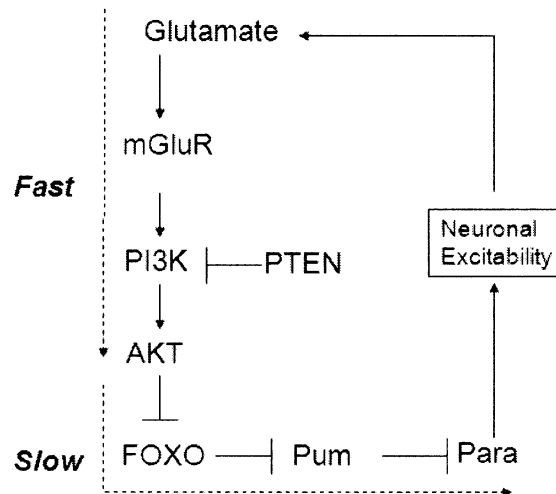 Glutamate
mGluR
Fast
Neuronal
Excitability
PI3K
PTEN
AKT
Slow
FOXO
Pum
Para